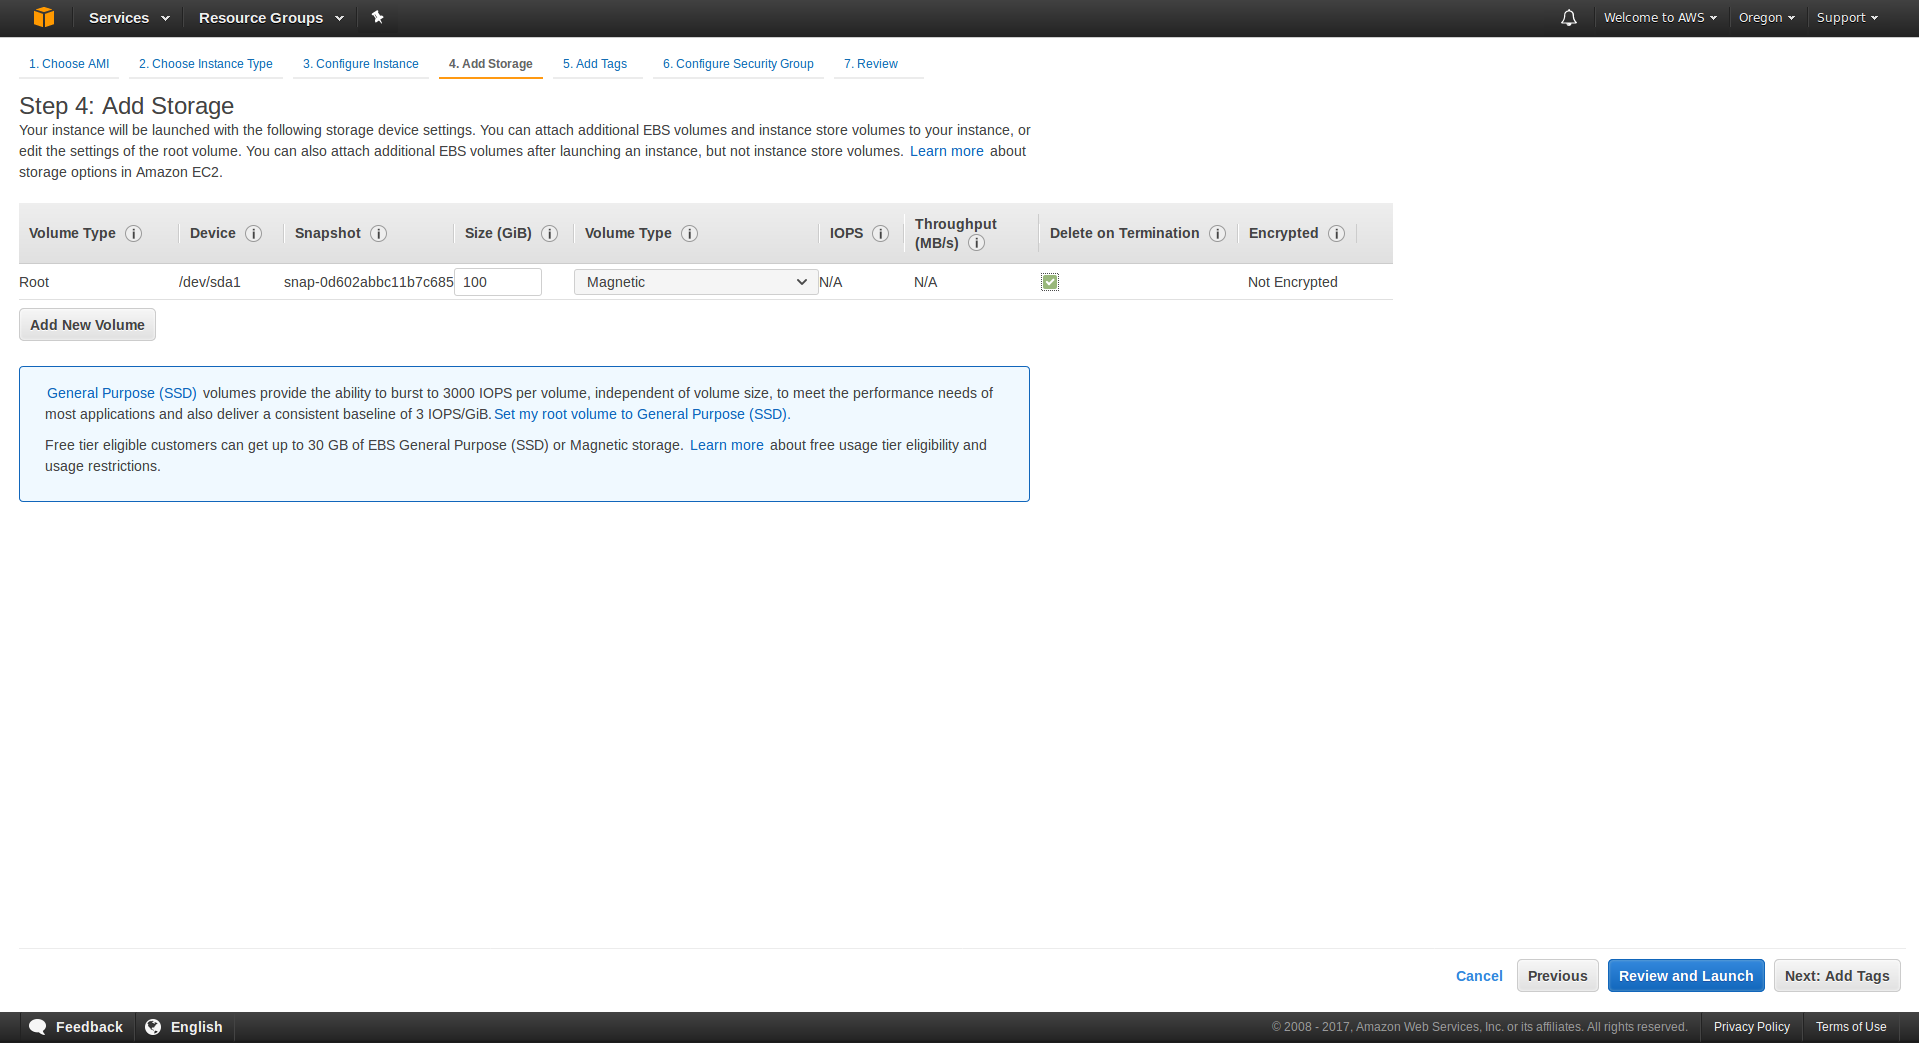 Services Resource Groups Welcome to AWS Oregon Support
1. Choose AMI 2. Choose Instance Type 3. Configure Instance 4. Add Storage 5. Add Tags 6. Configure Security Group 7. Review
Step 4: Add Storage
Your instance will be launched with the following storage device settings. You can attach additional EBS volumes and instance store volumes to your instance, or
edit the settings of the root volume. You can also attach additional EBS volumes after launching an instance, but not instance store volumes. Learn more about
storage options in Amazon EC2.
Volume Type i Device i Snapshot i Size (GiB) i Volume Type i IOPS i Throughput (MB/s) i Delete on Termination i Encrypted i
Root /dev/sda1 snap-0d602abbc11b7c685 100 Magnetic N/A N/A Not Encrypted
Add New Volume
General Purpose (SSD) volumes provide the ability to burst to 3000 IOPS per volume, independent of volume size, to meet the performance needs of
most applications and also deliver a consistent baseline of 3 IOPS/GiB. Set my root volume to General Purpose (SSD).
Free tier eligible customers can get up to 30 GB of EBS General Purpose (SSD) or Magnetic storage. Learn more about free usage tier eligibility and
usage restrictions.
Cancel Previous Review and Launch Next: Add Tags
Feedback English © 2008 - 2017, Amazon Web Services, Inc. or its affiliates. All rights reserved. Privacy Policy Terms of Use